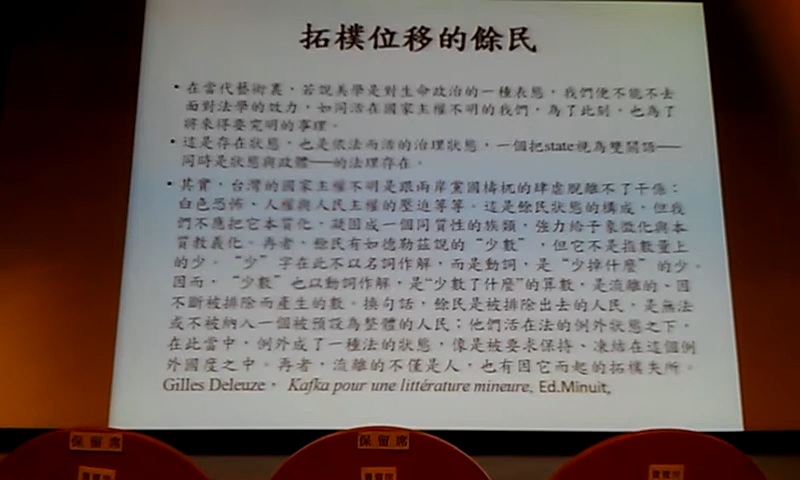 拓樸位移的餘民
• 在當代藝術裏，若說美學是對生命政治的一種表態，我們便不能不去
面對法學的效力，如同活在國家主權不明的我們，為了此刻，也為了
將來得要究明的事理。
• 這是存在狀態，也是依法而活的治理狀態，一個把state視為雙關語——
同時是狀態與政體——的法理存在。
• 其實，台灣的國家主權不明是跟兩岸黨國檮杌的肆虐脫離不了干係：
白色恐怖、人權與人民主權的壓迫等等。這是餘民狀態的構成，但我
們不應把它本質化，凝固成一個同質性的族類，強力給予象徵化與本
質教義化。再者，餘民有如德勒茲說的“少數”，但它不是指數量上
的少。“少”字在此不以名詞作解，而是動詞，是“少掉什麼”的少。
因而，“少數”也以動詞作解，是“少數了什麼”的算數，是流離的、因
不斷被排除而產生的數。換句話，餘民是被排除出去的人民，是無法
或不被納入一個被預設為整體的人民；他們活在法的例外狀態之下，
在此當中，例外成了一種法的狀態，像是被要求保持、凍結在這個例
外國度之中。再者，流離的不僅是人，也有因它而起的拓樸失所。
Gilles Deleuze， Kafka pour une littérature mineure, Ed.Minuit,
保留席
保留席